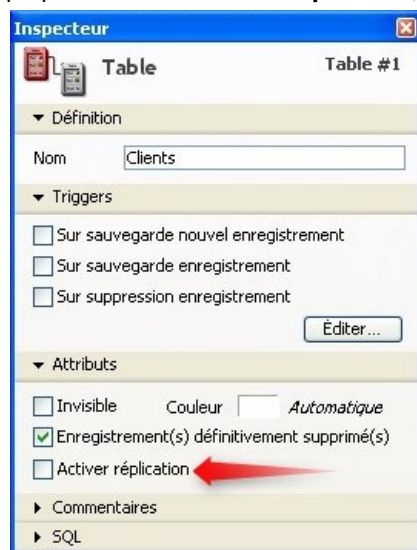 Inspecteur
Table Table #1
Définition
Nom Clients
Triggers
Sur sauvegarde nouvel enregistrement
Sur sauvegarde enregistrement
Sur suppression enregistrement
Éditer...
Attributs
Invisible Couleur Automatique
Enregistrement(s) définitivement supprimé(s)
Activer réplication
Commentaires
SQL